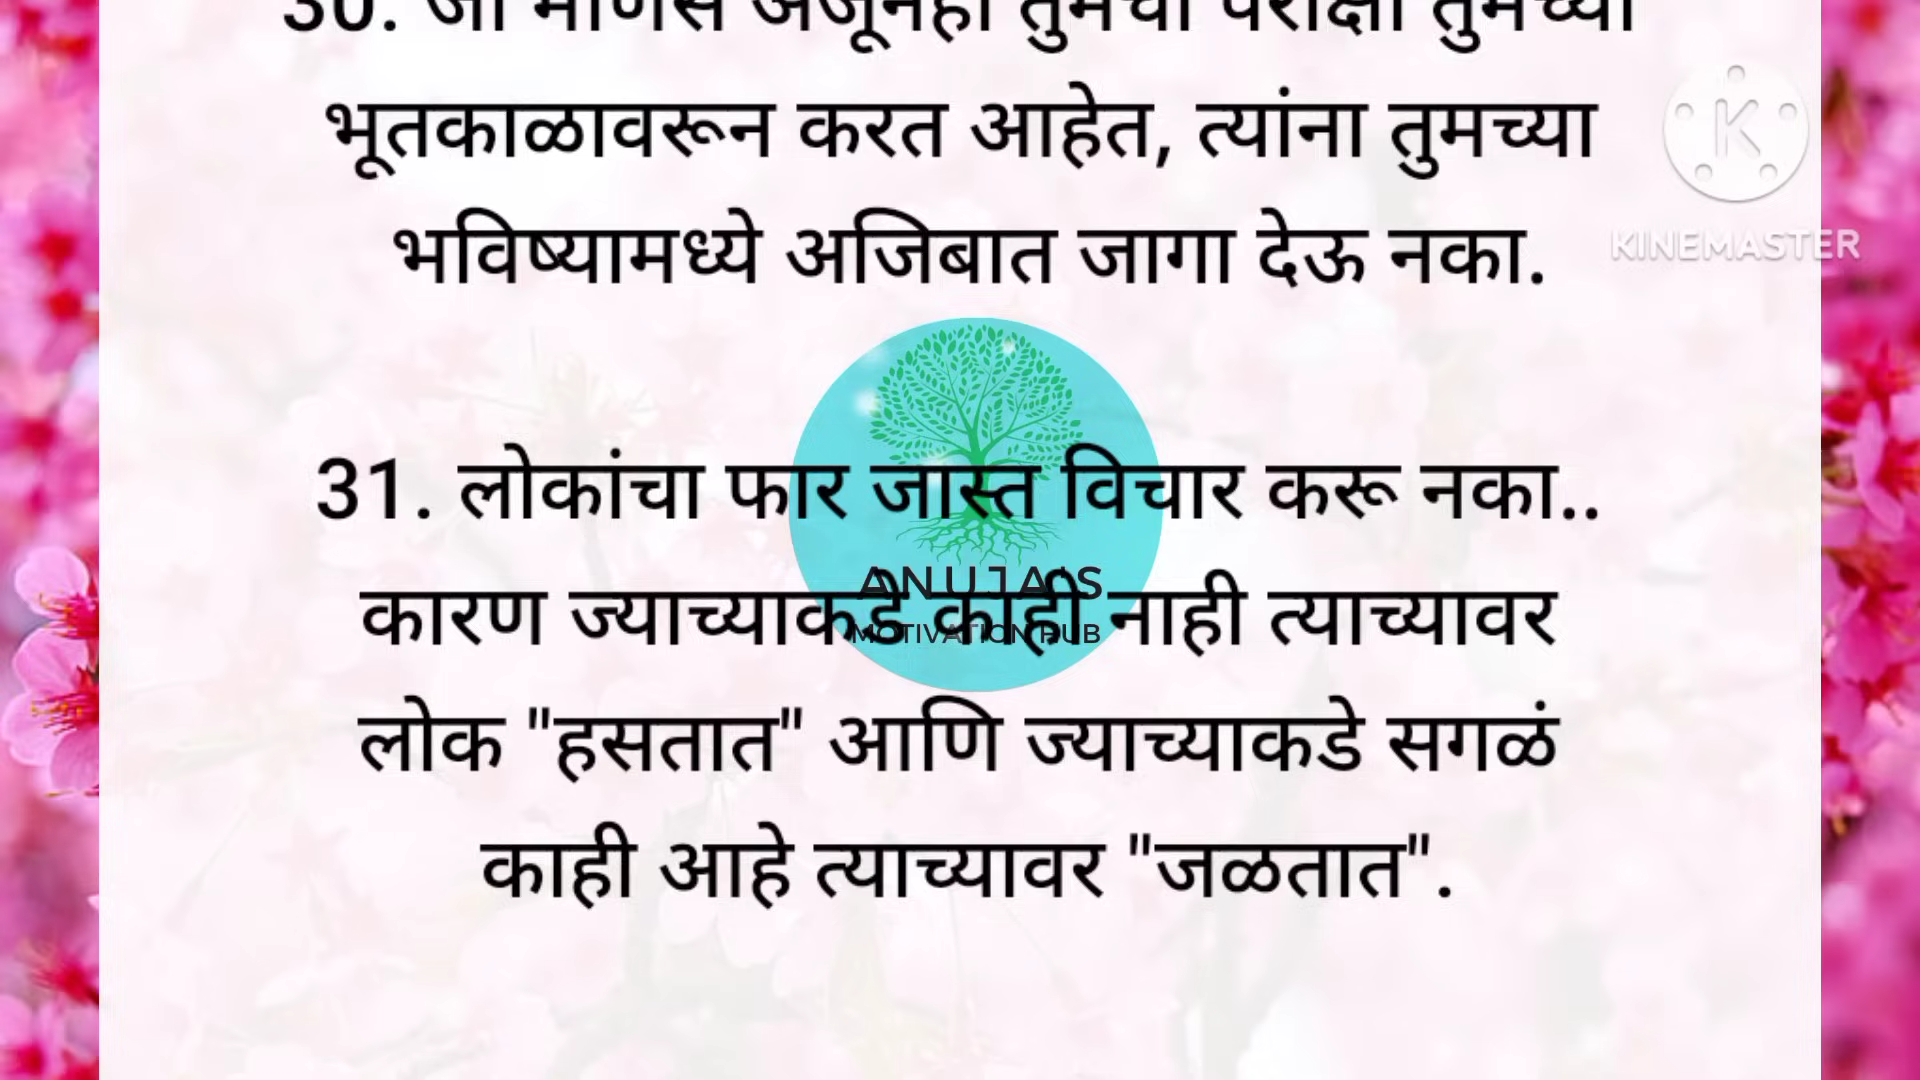 30. जी माणसं अजूनही तुमची परीक्षा तुमच्या
भूतकाळावरून करत आहेत, त्यांना तुमच्या
भविष्यामध्ये अजिबात जागा देऊ नका.
KINEMASTER
31. लोकांचा फार जास्त विचार करू नका..
कारण ज्याच्याकडे काही नाही त्याच्यावर
लोक "हसतात" आणि ज्याच्याकडे सगळं
काही आहे त्याच्यावर "जळतात".
ANUJA'S
MOTIVATION HUB